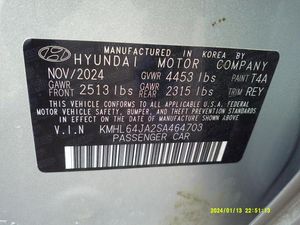 MANUFACTURED IN KOREA BY
HYUNDAI MOTOR COMPANY
NOV/2024 GVWR 4453 lbs PAINT T4A
GAWR FRONT 2513 lbs GAWR REAR 2315 lbs TRIM REY
THIS VEHICLE CONFORMS TO ALL APPLICABLE U.S. FEDERAL
MOTOR VEHICLE SAFETY, BUMPER, AND THEFT PREVENTION STANDARDS
IN EFFECT ON THE DATE OF MANUFACTURE SHOWN ABOVE.
V.I.N KMHL64JA2SA464703
PASSENGER CAR
2024/01/13 22:51:13